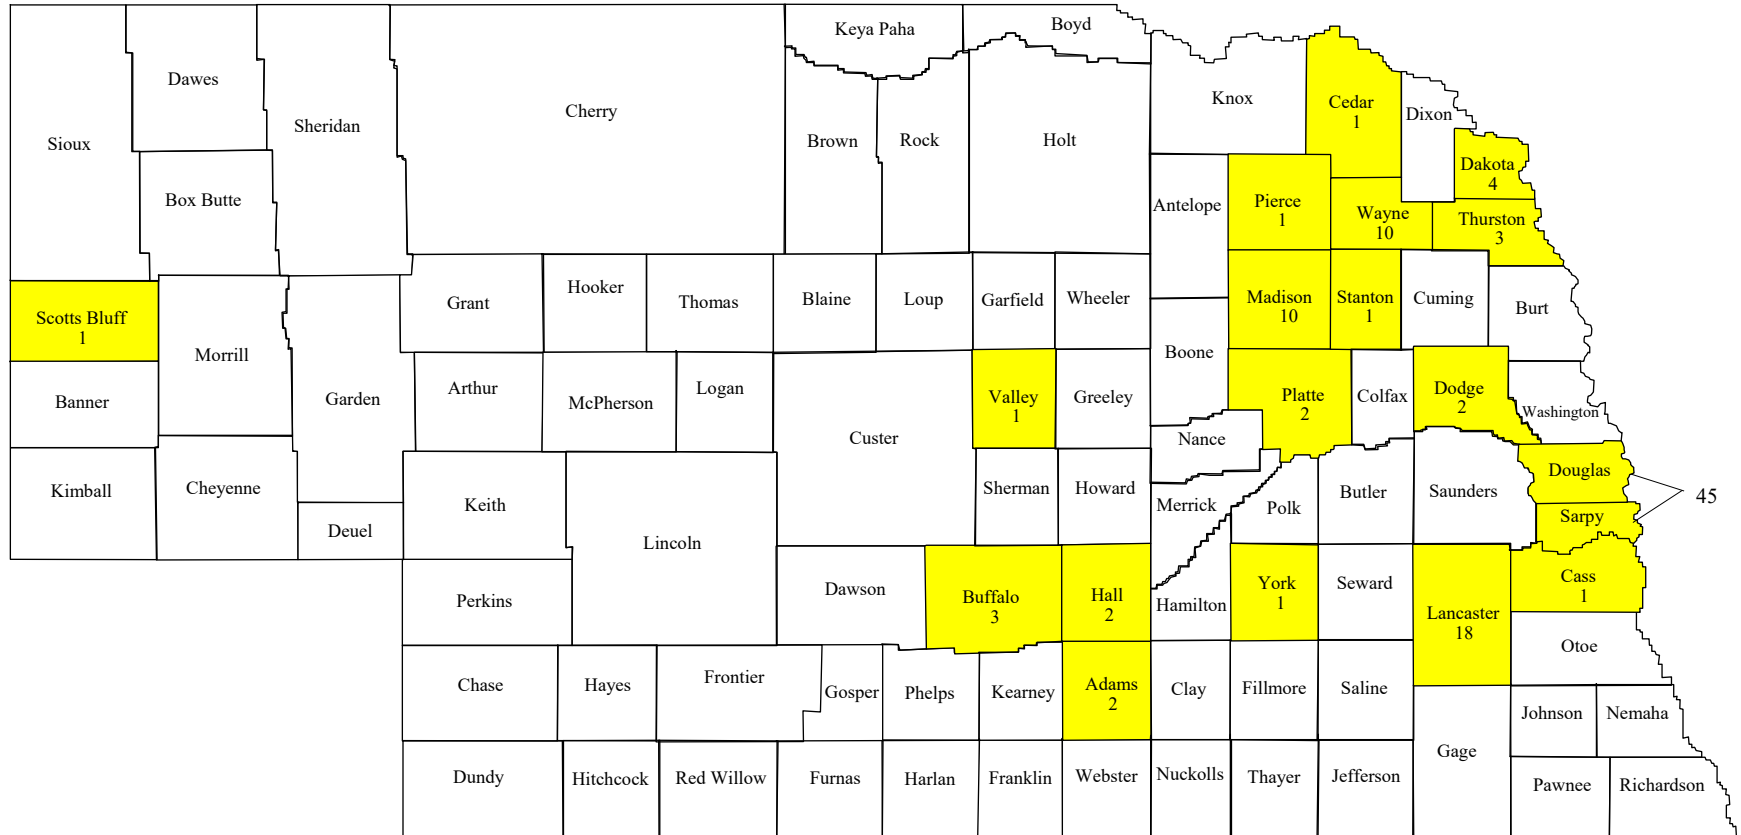 Keya Paha
Boyd
Dawes
Sheridan
Cherry
Sioux
Brown
Rock
Holt
Knox
Cedar
1
Dixon
Dakota
4
Box Butte
Antelope
Pierce
1
Wayne
10
Thurston
3
Scotts Bluff
1
Grant
Hooker
Thomas
Blaine
Loup
Garfield
Wheeler
Madison
10
Stanton
1
Cuming
Burt
Morrill
Boone
Banner
Garden
Arthur
McPherson
Logan
Custer
Valley
1
Greeley
Platte
2
Colfax
Dodge
2
Washington
Nance
Kimball
Cheyenne
Keith
Sherman
Howard
Merrick
Polk
Butler
Saunders
Douglas
45
Sarpy
Deuel
Lincoln
Perkins
Dawson
Buffalo
3
Hall
2
Hamilton
York
1
Seward
Lancaster
18
Cass
1
Otoe
Chase
Hayes
Frontier
Gosper
Phelps
Kearney
Adams
2
Clay
Fillmore
Saline
Johnson
Nemaha
Gage
Dundy
Hitchcock
Red Willow
Furnas
Harlan
Franklin
Webster
Nuckolls
Thayer
Jefferson
Pawnee
Richardson